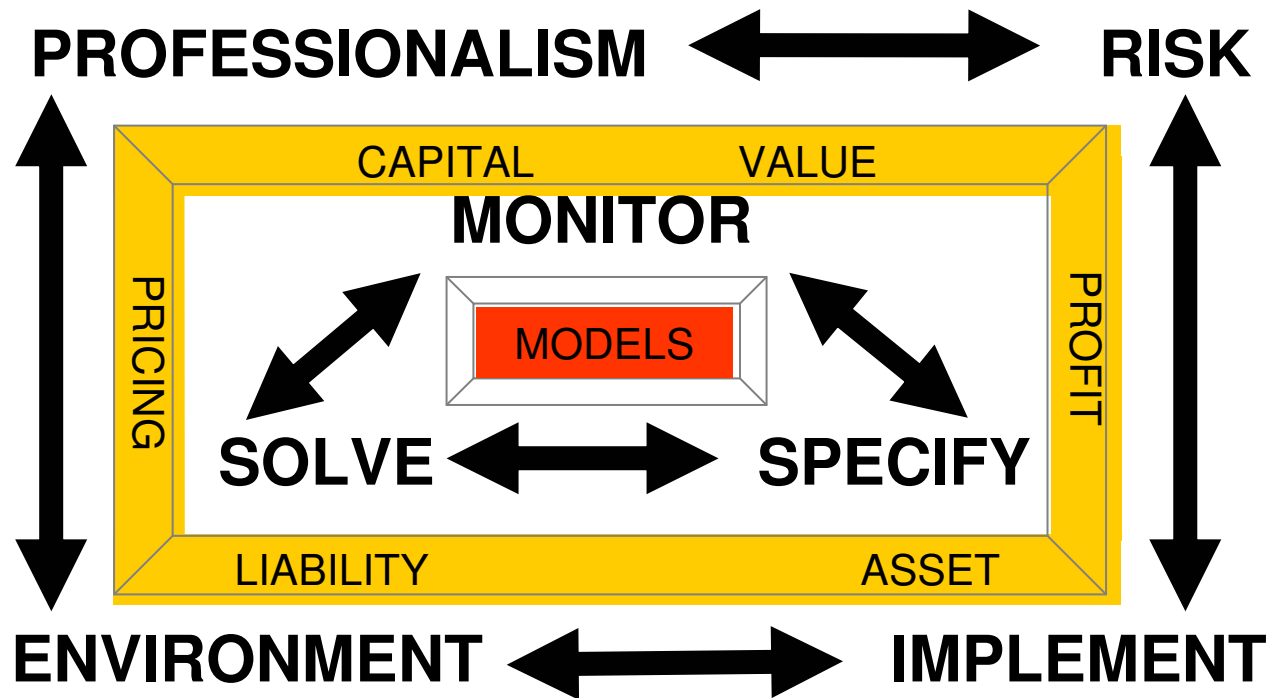 PROFESSIONALISM RISK
CAPITAL VALUE
MONITOR
PRICING
MODELS
PROFIT
SOLVE SPECIFY
LIABILITY ASSET
ENVIRONMENT IMPLEMENT